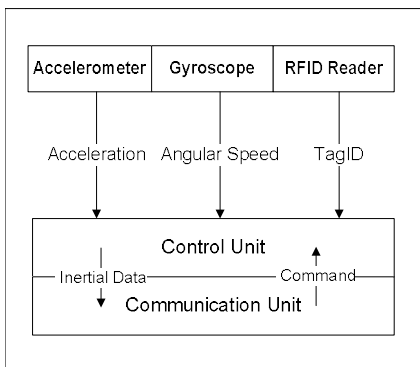 Accelerometer Gyroscope RFID Reader
Acceleration Angular Speed TagID
Control Unit
Inertial Data Command
Communication Unit